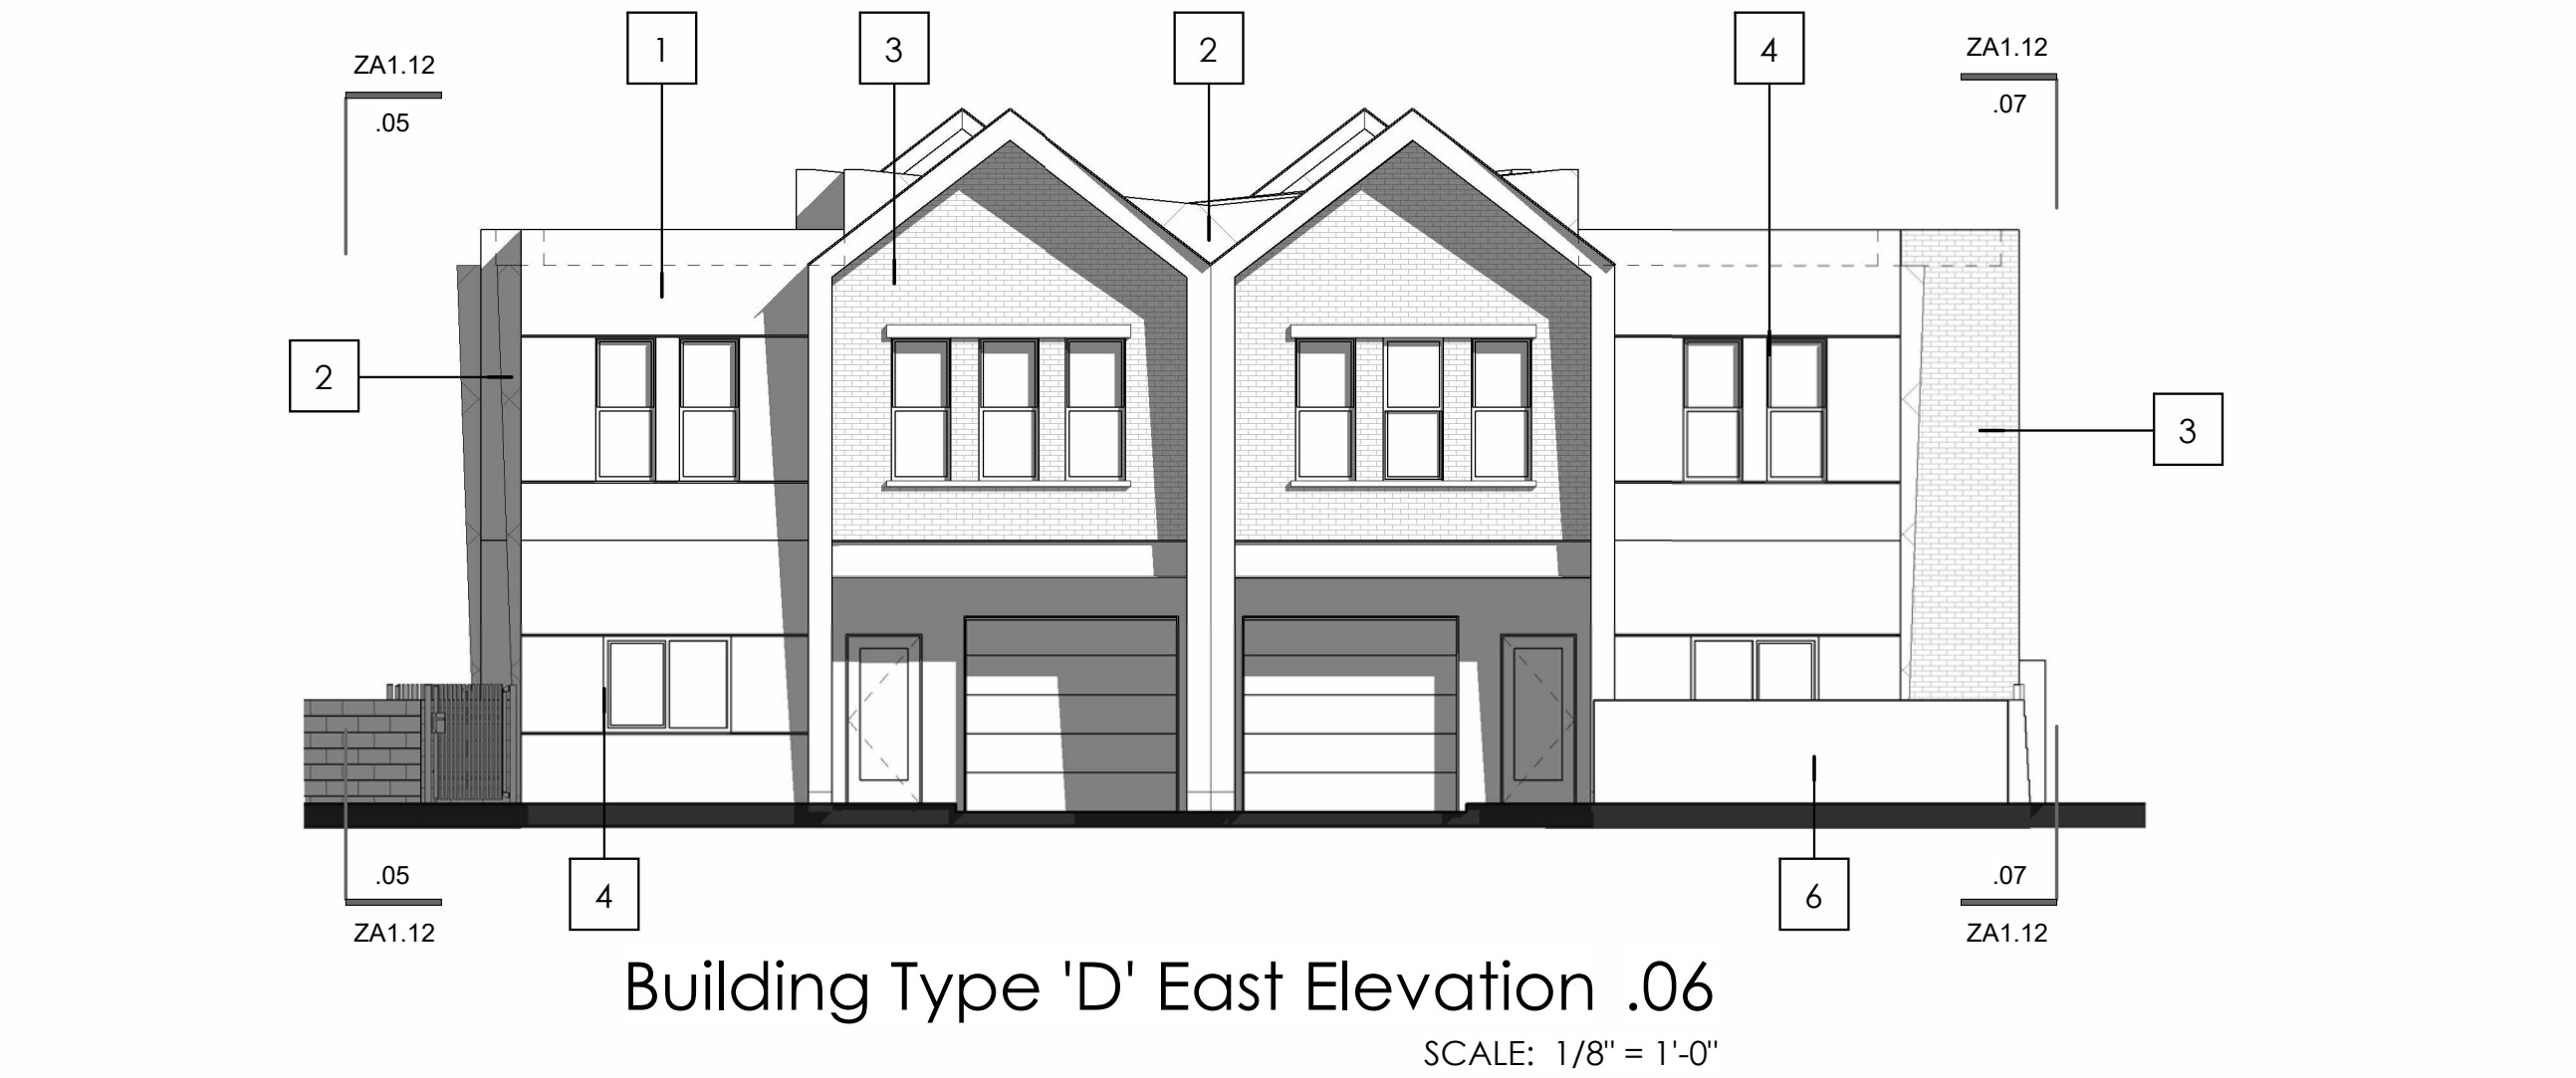 1
3
2
4
ZA1.12
.05
ZA1.12
.07
2
3
.05
ZA1.12
4
6
.07
ZA1.12
Building Type 'D' East Elevation .06
SCALE: 1/8" = 1'-0"